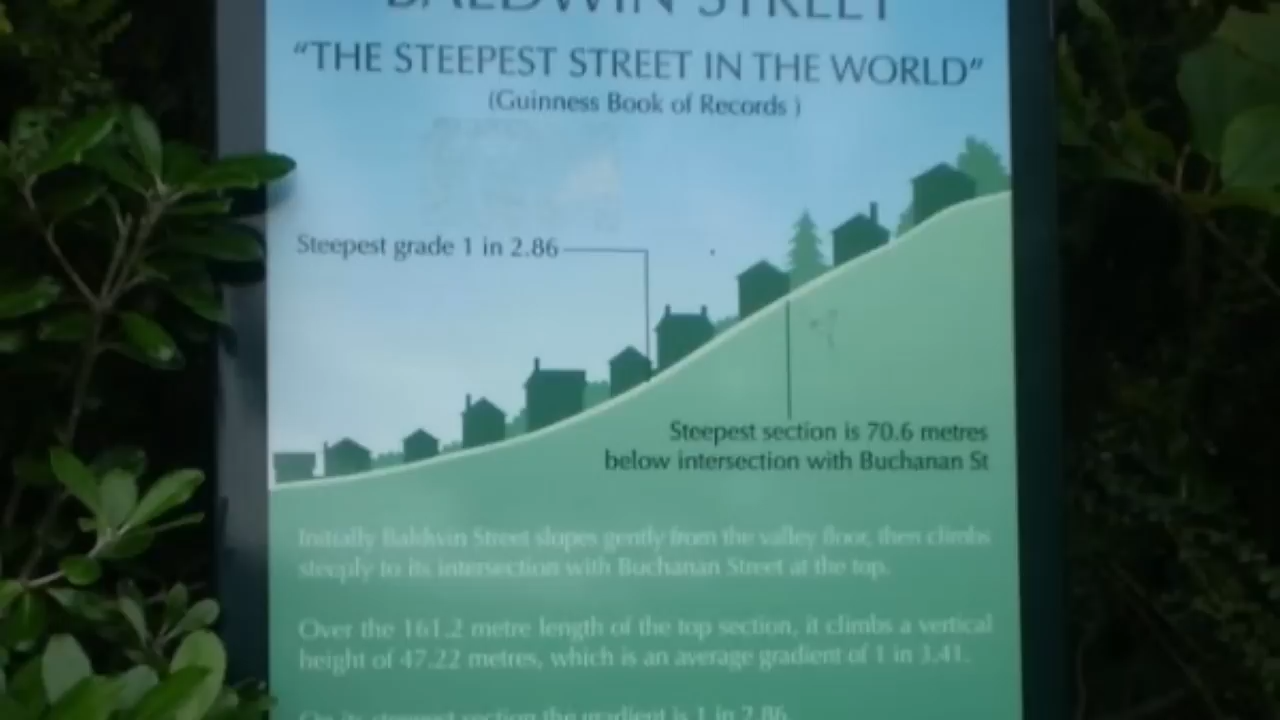 BALDWIN STREET
"THE STEEPEST STREET IN THE WORLD"
(Guinness Book of Records )
Steepest grade 1 in 2.86
Steepest section is 70.6 metres
below intersection with Buchanan St
Initially Baldwin Street slopes gently from the valley floor, then climbs
steeply to its intersection with Buchanan Street at the top.
Over the 161.2 metre length of the top section, it climbs a vertical
height of 47.22 metres, which is an average gradient of 1 in 3.41.
On its steepest section the gradient is 1 in 2.86